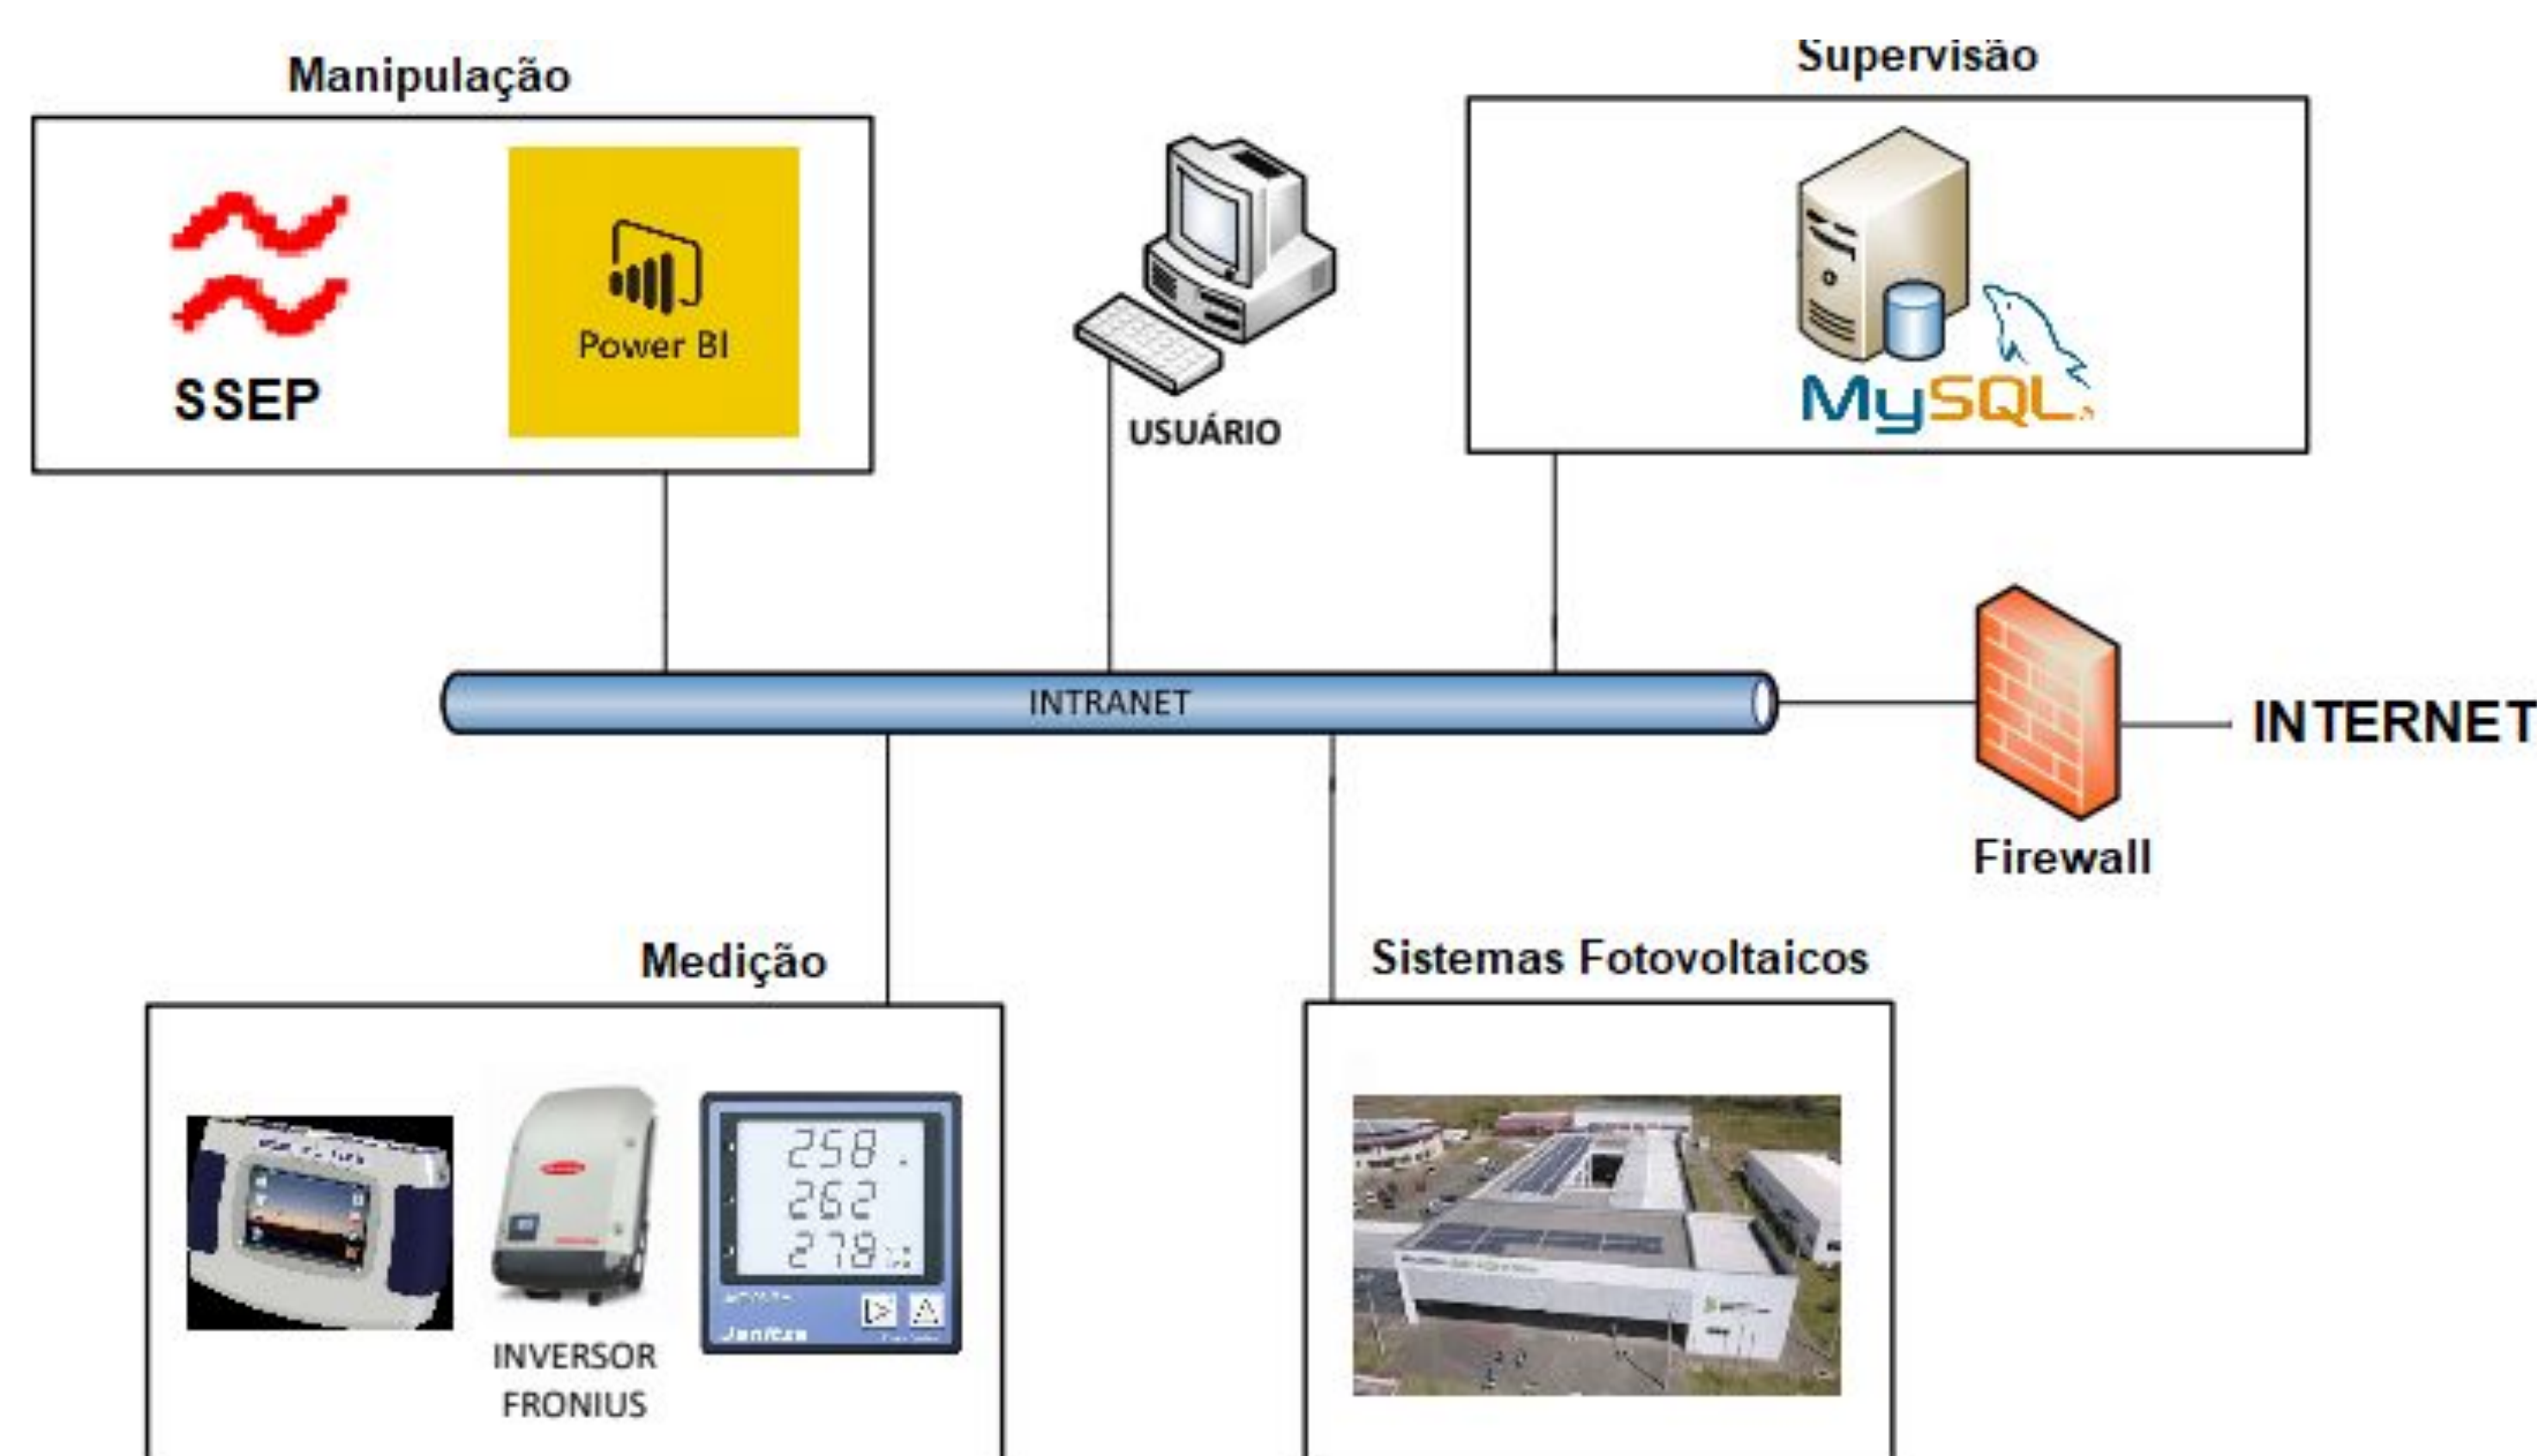 Manipulação
Supervisão
SSEP
Power BI
USUÁRIO
MySQL
INTRANET
INTERNET
Firewall
Medição
Sistemas Fotovoltaicos
258
262
278
Janitza
INVERSOR
FRONIUS